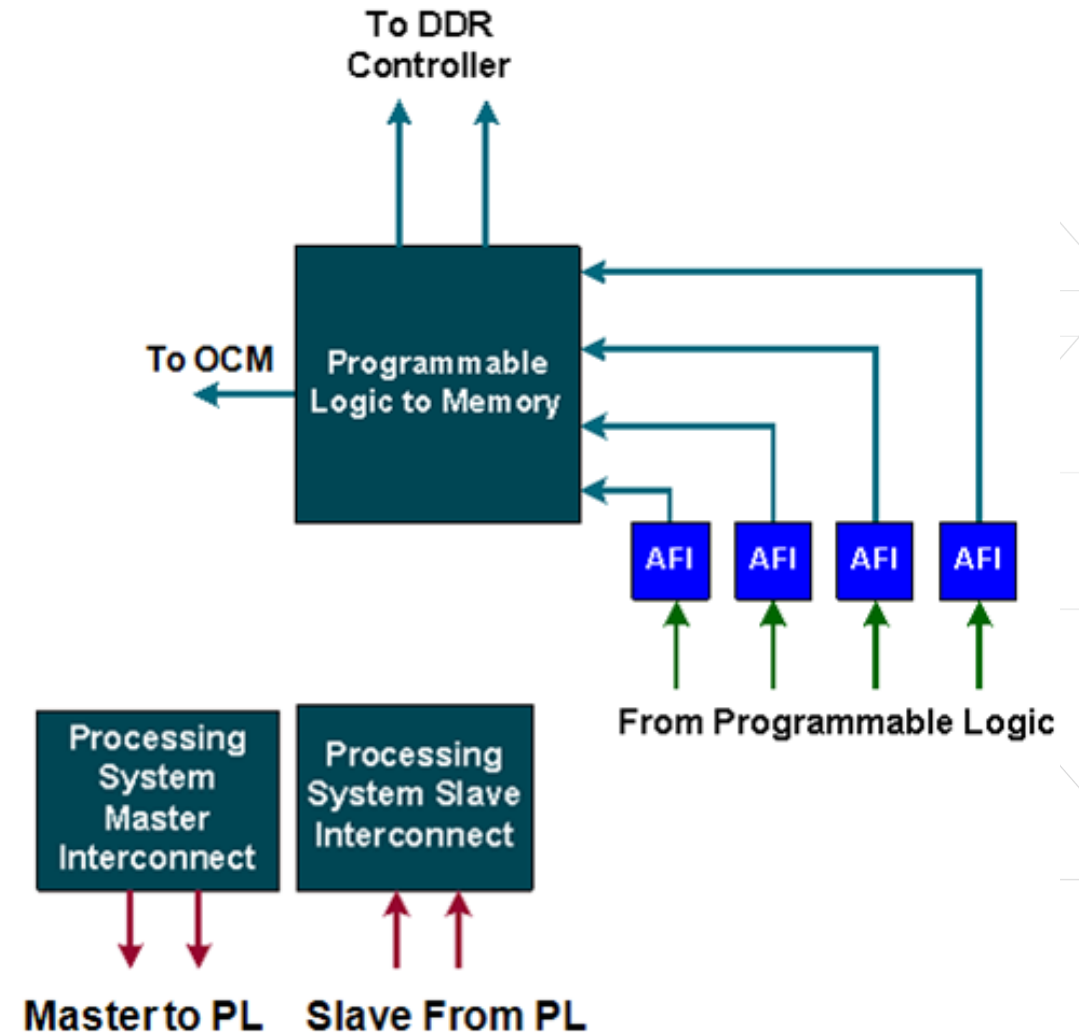 To DDR
Controller
To OCM
Programmable
Logic to Memory
AFI
AFI
AFI
AFI
From Programmable Logic
Processing
System
Master
Interconnect
Processing
System Slave
Interconnect
Master to PL
Slave From PL